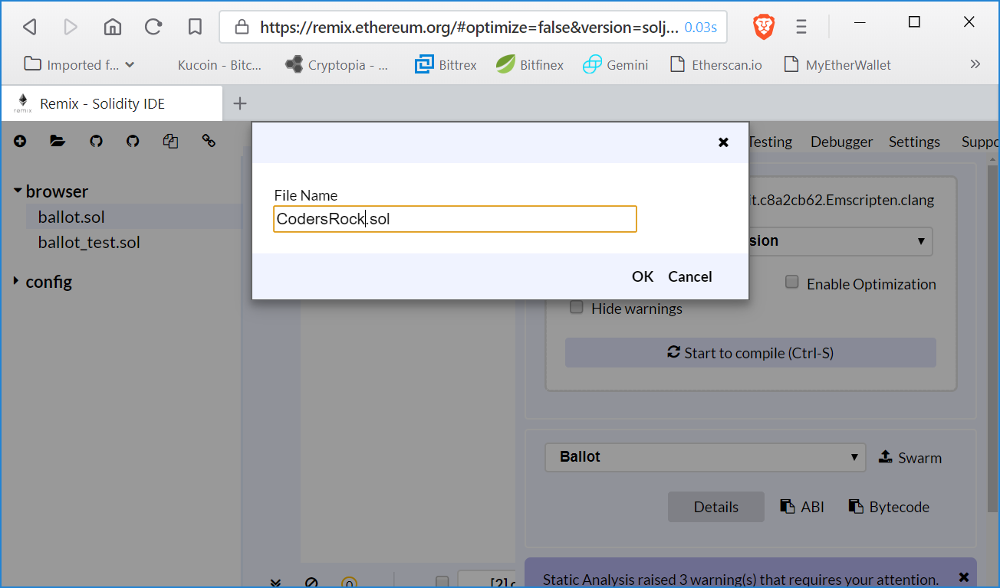 https://remix.ethereum.org/#optimize=false&version=solj... 0.03s
Imported f... Kucoin - Bitc... Cryptopia - ... Bittrex Bitfinex Gemini Etherscan.io MyEtherWallet
remix Remix - Solidity IDE
Testing Debugger Settings Suppo
browser
ballot.sol
ballot_test.sol
config
File Name
CodersRock.sol
OK Cancel
it.c8a2cb62.Emscripten.clang
sion
Enable Optimization
Hide warnings
Start to compile (Ctrl-S)
Ballot Swarm
Details ABI Bytecode
Static Analysis raised 3 warning(s) that requires your attention.
0